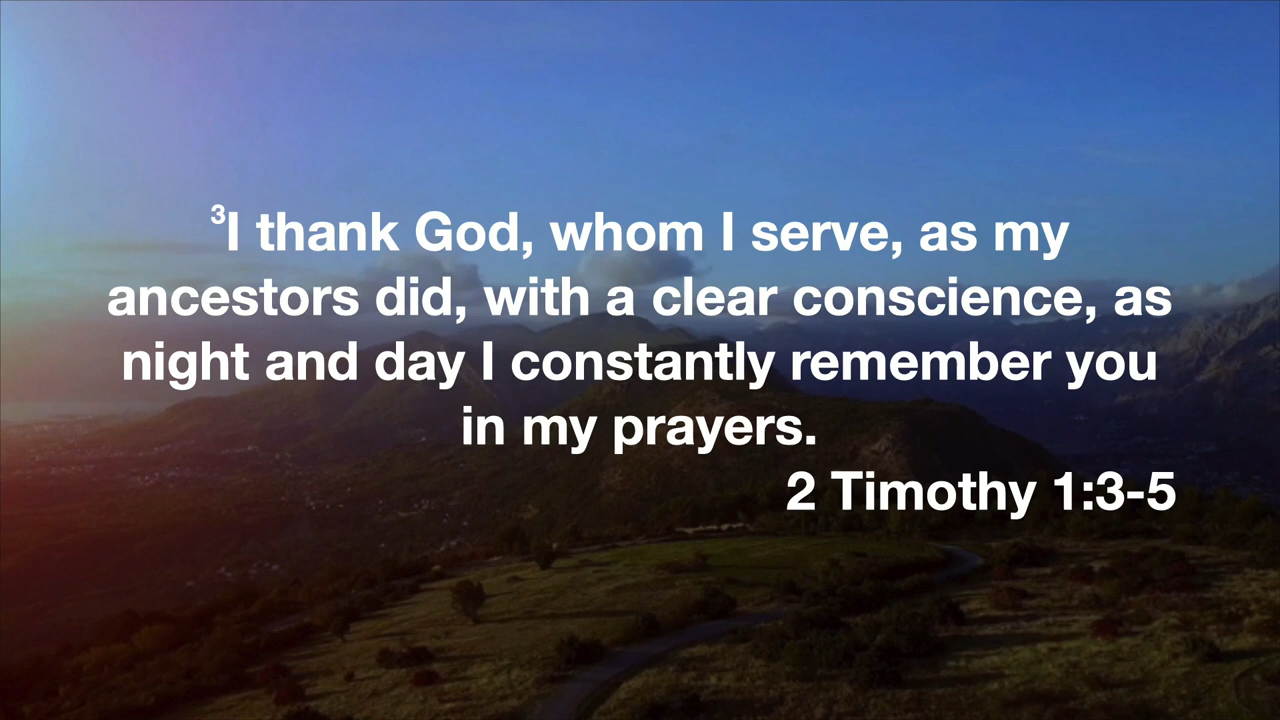 ³I thank God, whom I serve, as my
ancestors did, with a clear conscience, as
night and day I constantly remember you
in my prayers.
2 Timothy 1:3-5